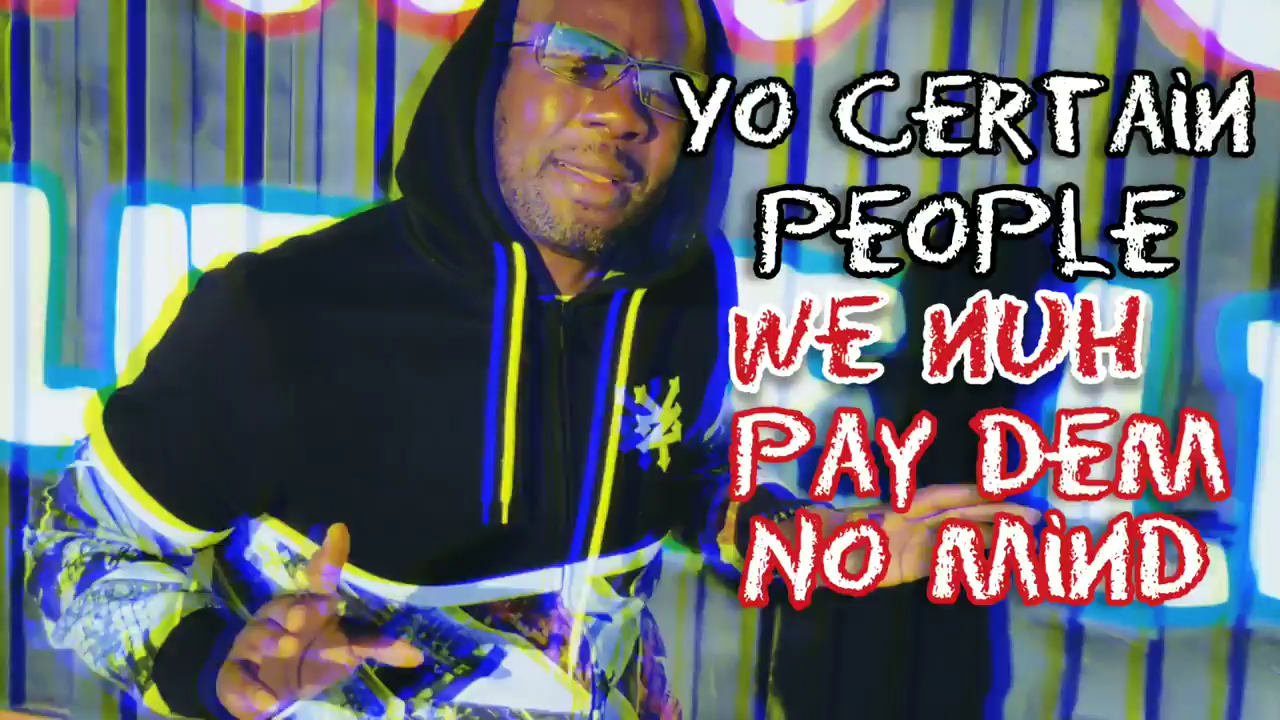 YO CERTAIN
PEOPLE
WE NUH
PAY DEM
NO MIND